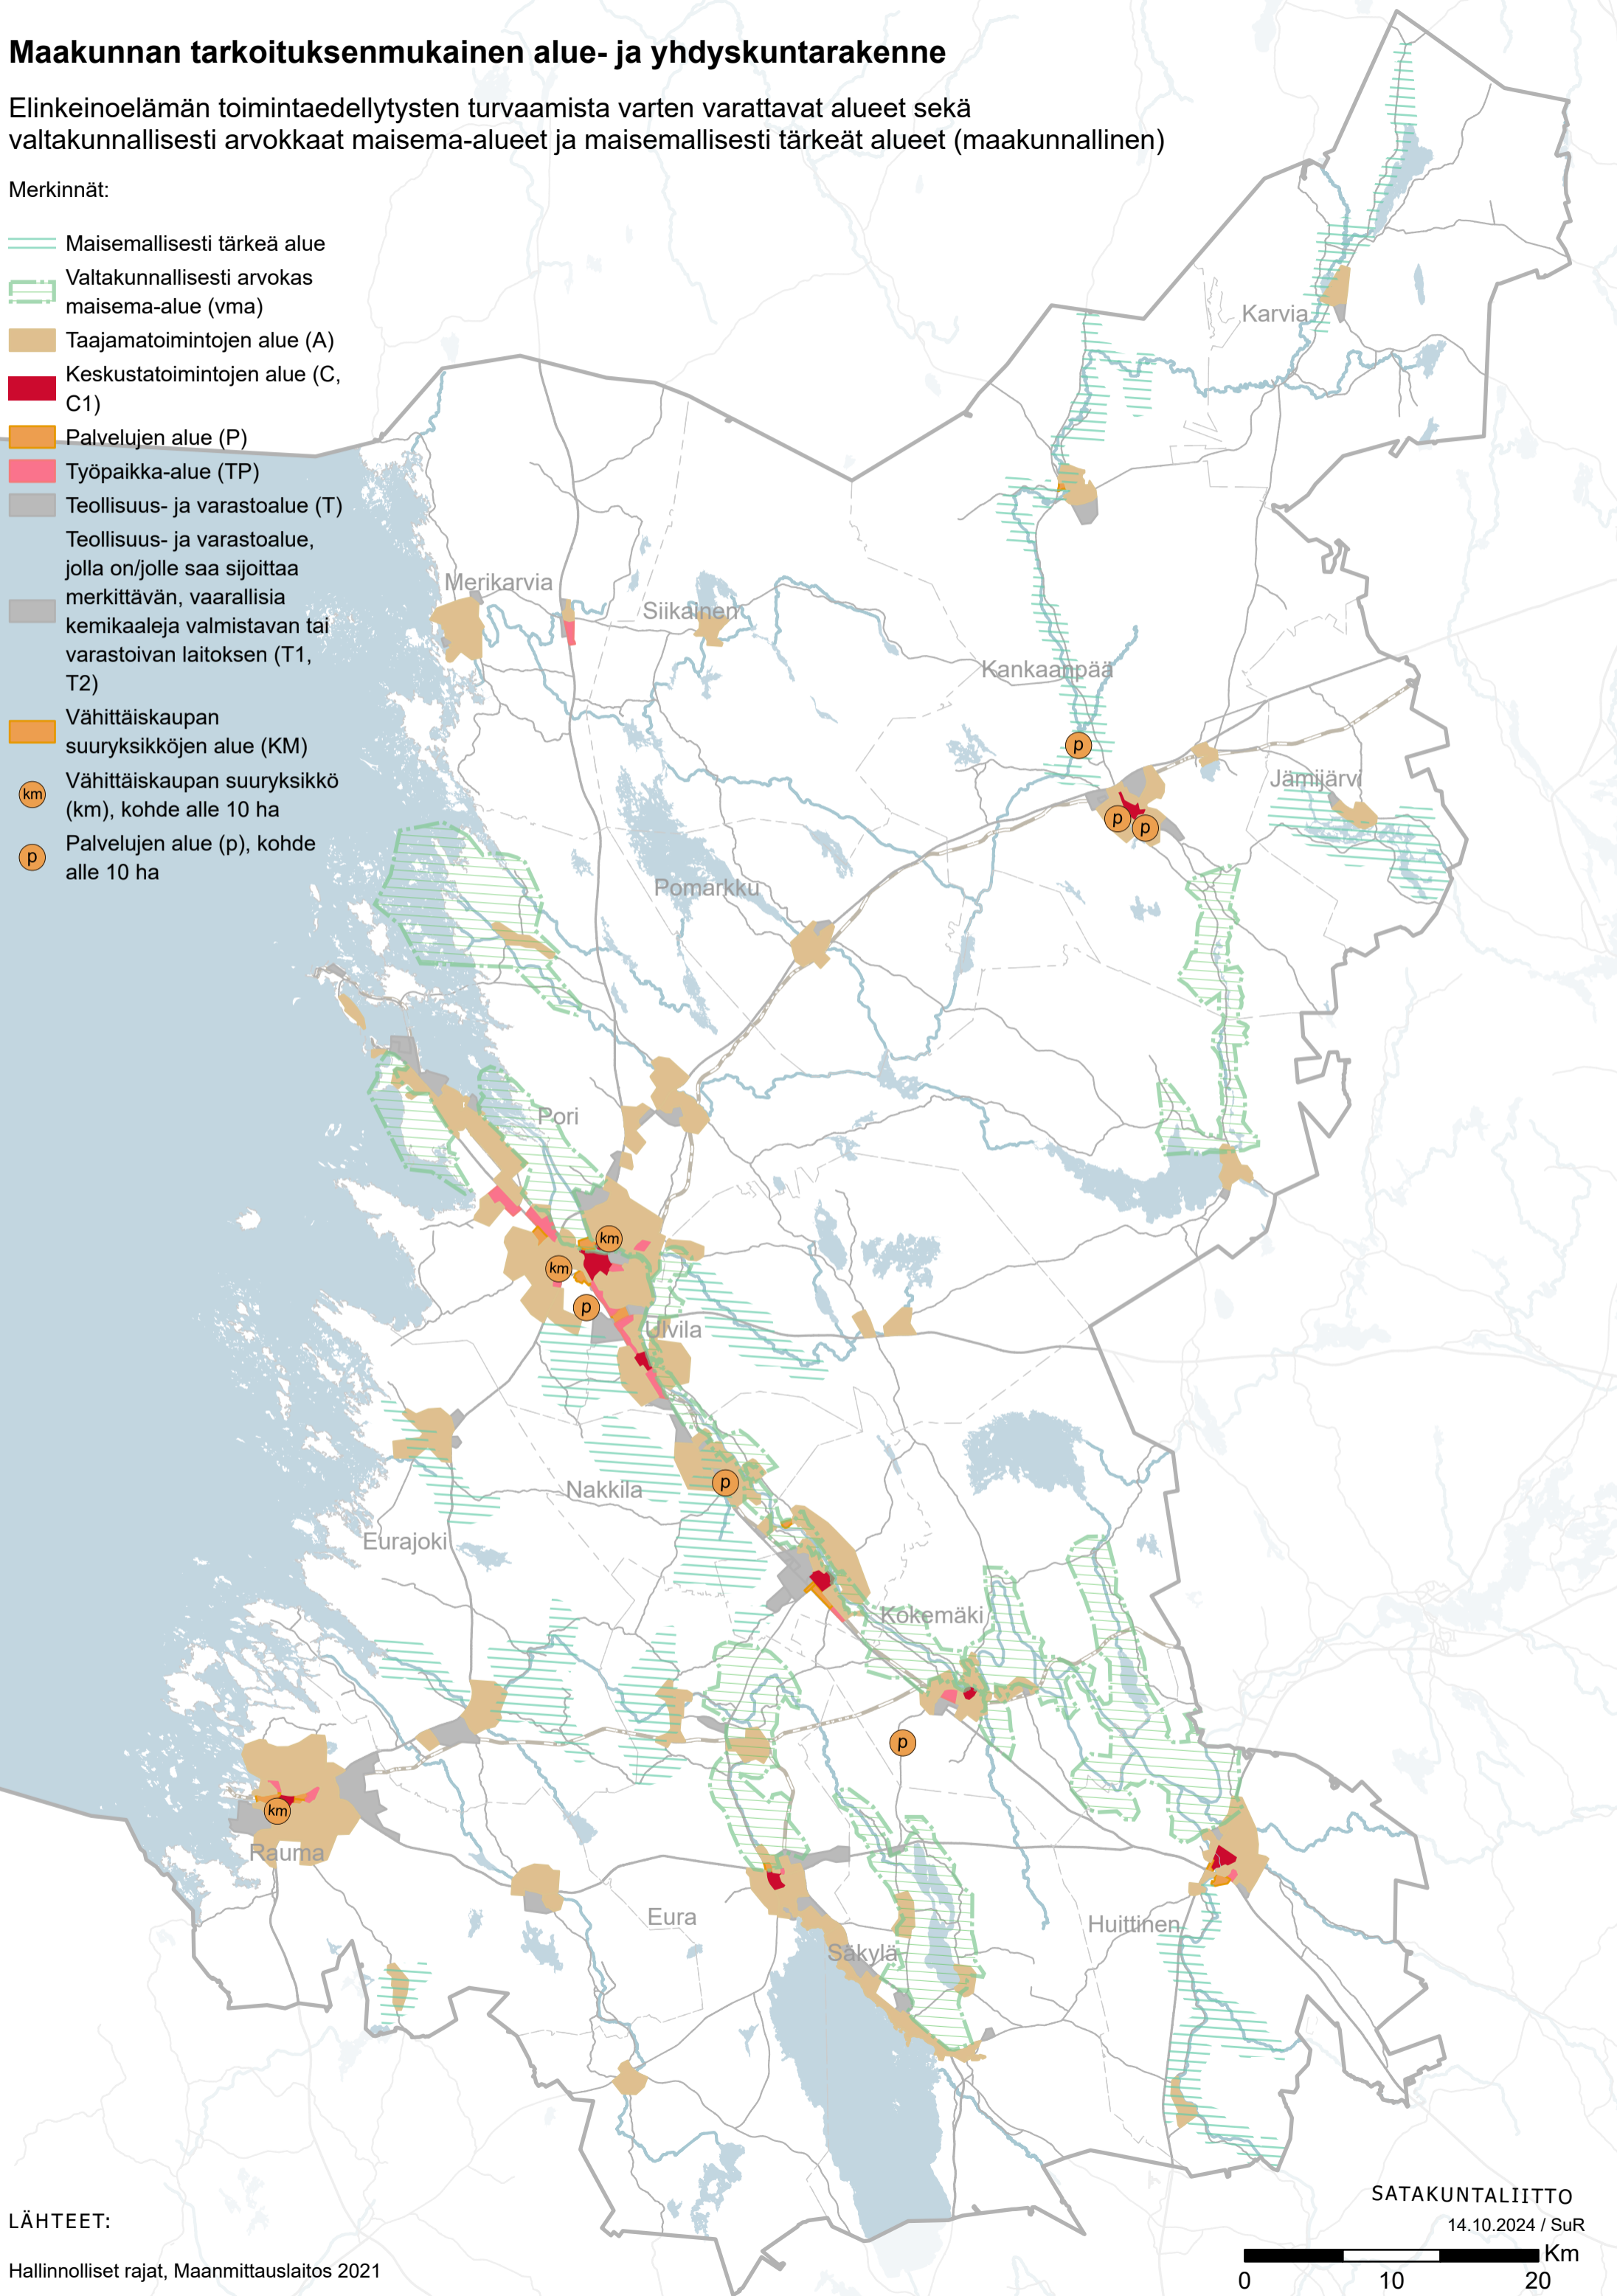 Maakunnan tarkoituksenmukainen alue- ja yhdyskuntarakenne
Elinkeinoelämän toimintaedellytysten turvaamista varten varattavat alueet sekä
valtakunnallisesti arvokkaat maisema-alueet ja maisemallisesti tärkeät alueet (maakunnallinen)
Merkinnät:
Maisemallisesti tärkeä alue
Valtakunnallisesti arvokas
maisema-alue (vma)
Taajamatoimintojen alue (A)
Keskustatoimintojen alue (C,
C1)
Palvelujen alue (P)
Työpaikka-alue (TP)
Teollisuus- ja varastoalue (T)
Teollisuus- ja varastoalue,
jolla on/jolle saa sijoittaa
merkittävän, vaarallisia
kemikaaleja valmistavan tai
varastoivan laitoksen (T1,
T2)
Vähittäiskaupan
suuryksikköjen alue (KM)
km
Vähittäiskaupan suuryksikkö
(km), kohde alle 10 ha
p
Palvelujen alue (p), kohde
alle 10 ha
Karvia
Merikarvia
Siikainen
Kankaanpää
p
Jämijärvi
p
p
Pomarkku
Pori
km
km
p
Ulvila
p
Nakkila
Eurajoki
Kokemäki
p
km
Rauma
Eura
Huittinen
Säkylä
SATAKUNTALIITTO
14.10.2024 / SuR
Km
0 10 20
LÄHTEET:
Hallinnolliset rajat, Maanmittauslaitos 2021